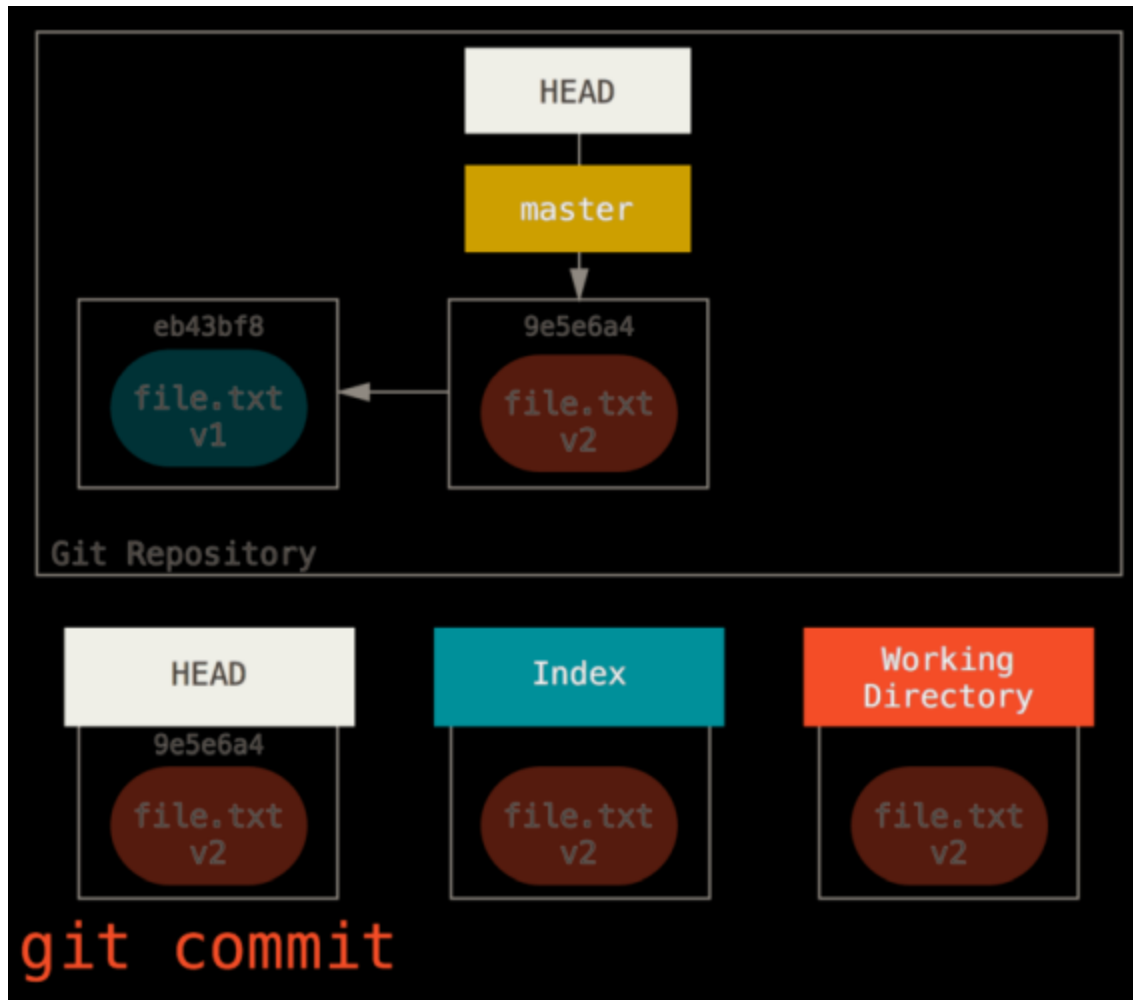 HEAD
master
eb43bf8
file.txt
v1
9e5e6a4
file.txt
v2
Git Repository
HEAD
9e5e6a4
file.txt
v2
Index
file.txt
v2
Working
Directory
file.txt
v2
git commit